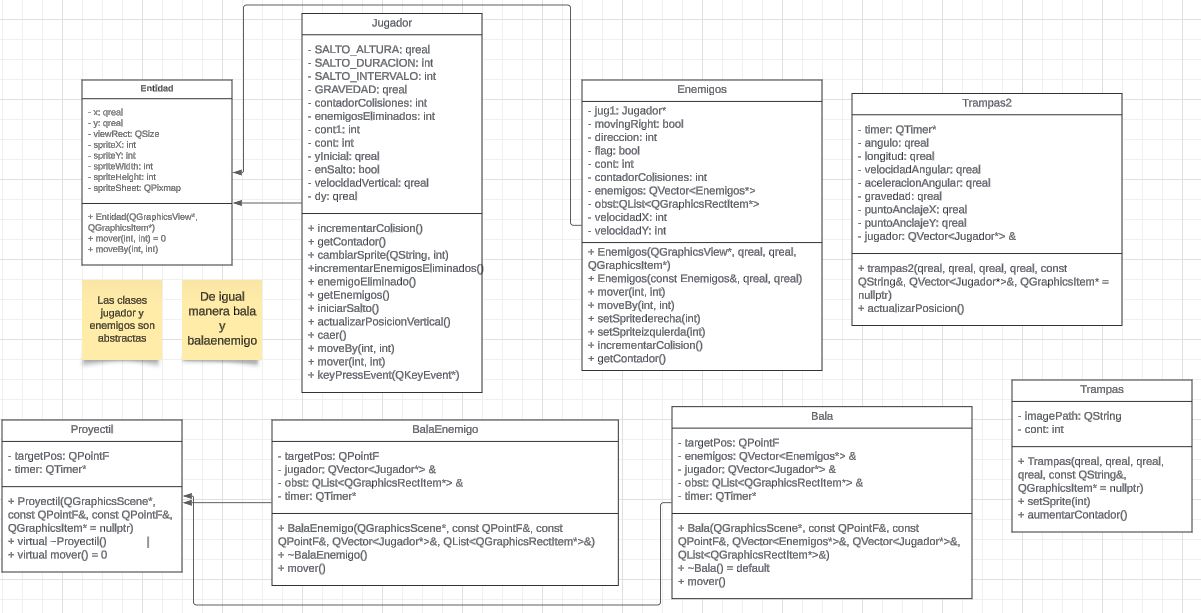 Jugador
- SALTO_ALTURA: qreal
- SALTO_DURACION: int
- SALTO_INTERVALO: int
- GRAVEDAD: qreal
- contadorColisiones: int
- enemigosEliminados: int
- cont1: int
- cont: int
- yInicial: qreal
- enSalto: bool
- velocidadVertical: qreal
- dy: qreal
+ incrementarColision()
+ getContador()
+ cambiarSprite(QString, int)
+incrementarEnemigosEliminados()
+ enemigoEliminado()
+ getEnemigos()
+ iniciarSalto()
+ actualizarPosicionVertical()
+ caer()
+ moveBy(int, int)
+ mover(int, int)
+ keyPressEvent(QKeyEvent*)
Entidad
- x: qreal
- y: qreal
- viewRect: QSize
- spriteX: int
- spriteY: int
- spriteWidth: int
- spriteHeight: int
- spriteSheet: QPixmap
+ Entidad(QGraphicsView*,
QGraphicsItem*)
+ mover(int, int) = 0
+ moveBy(int, int)
Enemigos
- jug1: Jugador*
- movingRight: bool
- direccion: int
- flag: bool
- cont: int
- contadorColisiones: int
- enemigos: QVector<Enemigos*>
- obst:QList<QGraphicsRectItem*>
- velocidadX: int
- velocidadY: int
+ Enemigos(QGraphicsView*, qreal, qreal,
QGraphicsItem*)
+ Enemigos(const Enemigos&, qreal, qreal)
+ mover(int, int)
+ moveBy(int, int)
+ setSpritederecha(int)
+ setSpriteizquierda(int)
+ incrementarColision()
+ getContador()
Trampas2
- timer: QTimer*
- angulo: qreal
- longitud: qreal
- velocidadAngular: qreal
- aceleracionAngular: qreal
- gravedad: qreal
- puntoAnclajeX: qreal
- puntoAnclajeY: qreal
- jugador: QVector<Jugador*> &
+ trampas2(qreal, qreal, qreal, qreal, const
QString&, QVector<Jugador*>&, QGraphicsItem* =
nullptr)
+ actualizarPosicion()
Las clases
jugador y
enemigos son
abstractas
De igual
manera bala
y
balaenemigo
Proyectil
- targetPos: QPointF
- timer: QTimer*
+ Proyectil(QGraphicsScene*,
const QPointF&, const QPointF&,
QGraphicsItem* = nullptr)
+ virtual ~Proyectil()
+ virtual mover() = 0
BalaEnemigo
- targetPos: QPointF
- jugador: QVector<Jugador*> &
- obst: QList<QGraphicsRectItem*> &
- timer: QTimer*
+ BalaEnemigo(QGraphicsScene*, const QPointF&, const
QPointF&, QVector<Jugador*>&, QList<QGraphicsRectItem*>&)
+ ~BalaEnemigo()
+ mover()
Bala
- targetPos: QPointF
- enemigos: QVector<Enemigos*> &
- jugador: QVector<Jugador*> &
- obst: QList<QGraphicsRectItem*> &
- timer: QTimer*
+ Bala(QGraphicsScene*, const QPointF&, const
QPointF&, QVector<Enemigos*>&, QVector<Jugador*>&,
QList<QGraphicsRectItem*>&)
+ ~Bala() = default
+ mover()
Trampas
- imagePath: QString
- cont: int
+ Trampas(qreal, qreal, qreal,
qreal, const QString&,
QGraphicsItem* = nullptr)
+ setSprite(int)
+ aumentarContador()